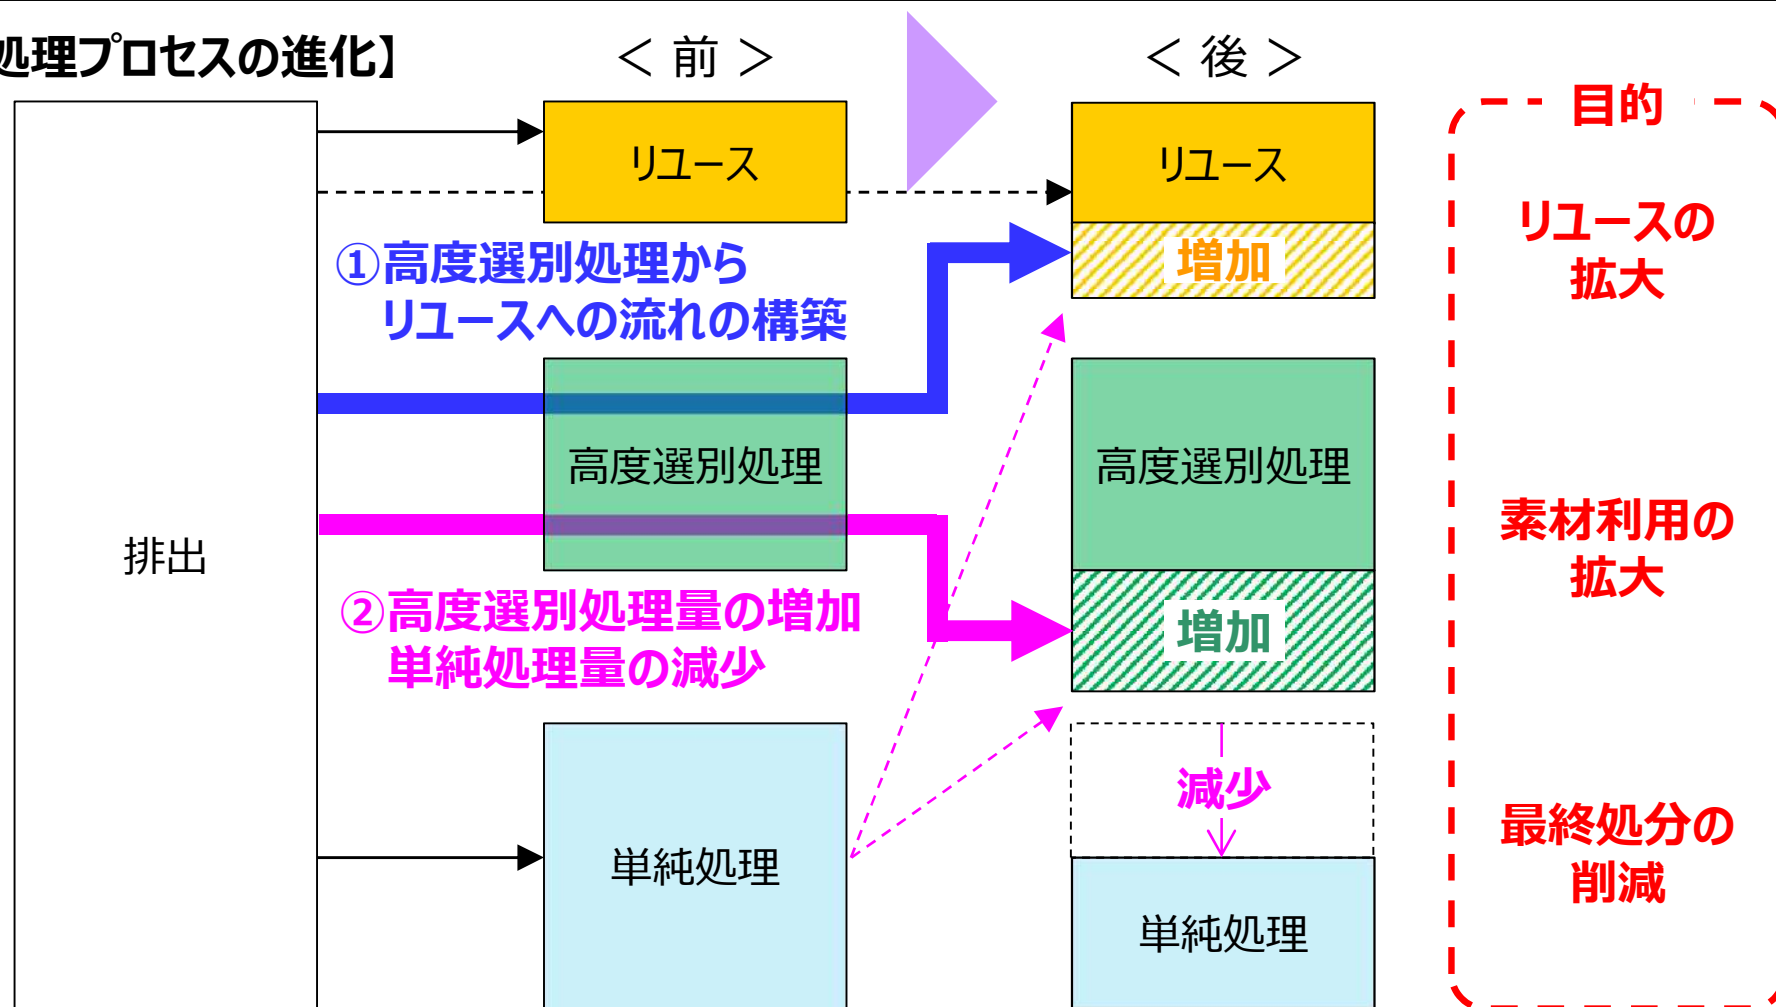 処理プロセスの進化】
＜ 前 ＞
＜ 後 ＞
排出
リユース
①高度選別処理から
リユースへの流れの構築
高度選別処理
②高度選別処理量の増加
単純処理量の減少
単純処理
リユース
増加
高度選別処理
増加
減少
単純処理
目的
リユースの
拡大
素材利用の
拡大
最終処分の
削減